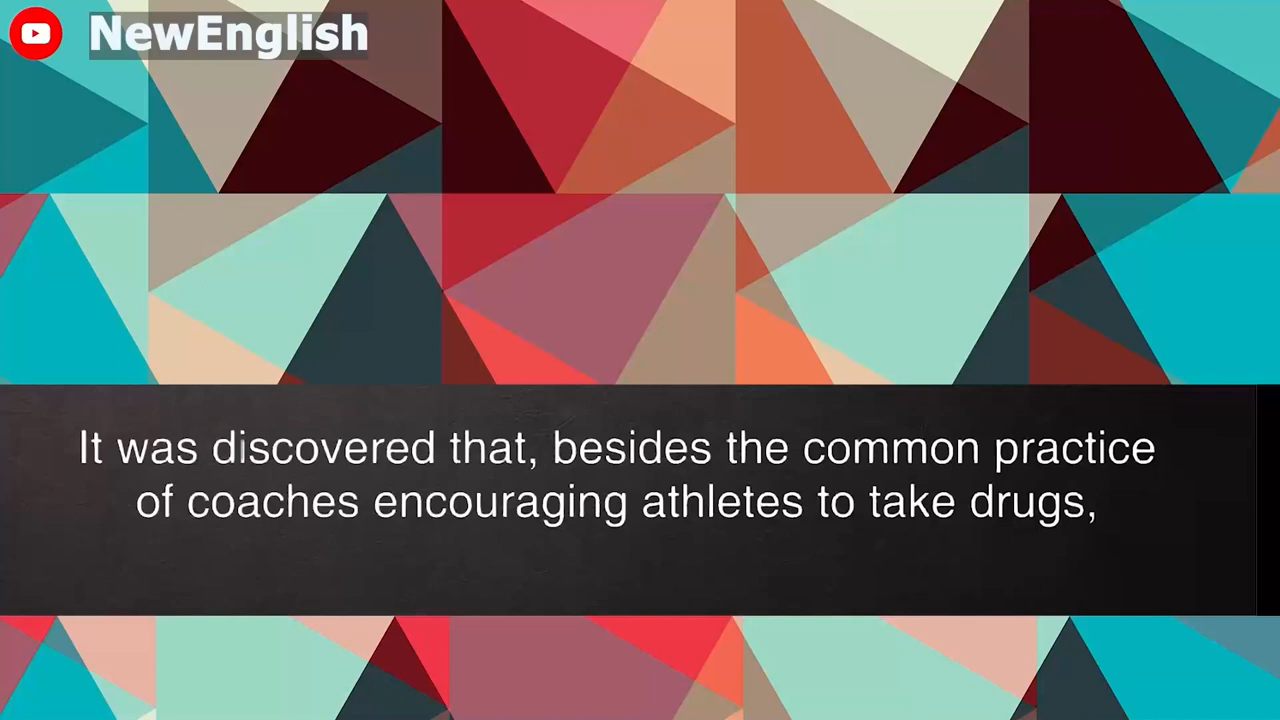 NewEnglish
It was discovered that, besides the common practice
of coaches encouraging athletes to take drugs,